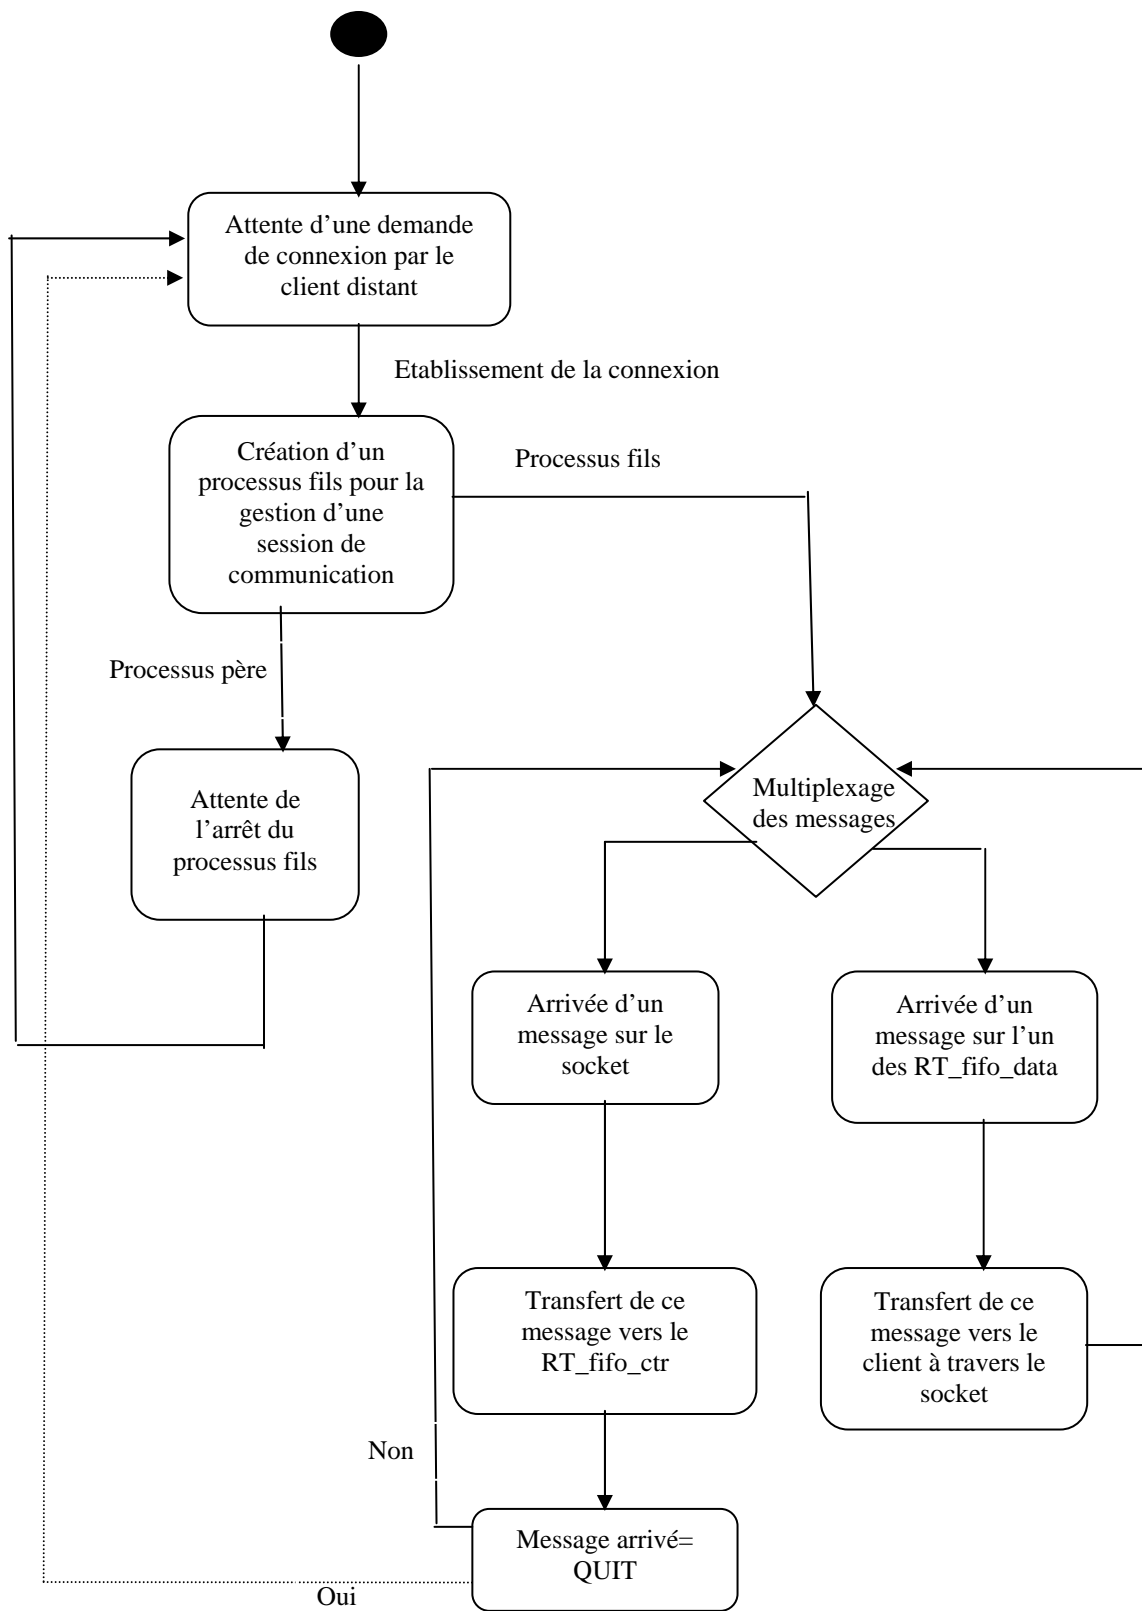 Attente d’une demande
de connexion par le
client distant
Etablissement de la connexion
Création d’un
processus fils pour la
gestion d’une
session de
communication
Processus fils
Processus père
Attente de
l’arrêt du
processus fils
Multiplexage
des messages
Arrivée d’un
message sur le
socket
Arrivée d’un
message sur l’un
des RT_fifo_data
Transfert de ce
message vers le
RT_fifo_ctr
Transfert de ce
message vers le
client à travers le
socket
Non
Message arrivé=
QUIT
Oui